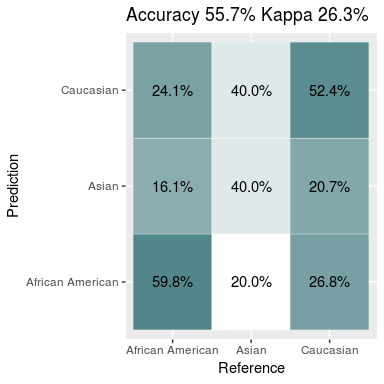 Accuracy 55.7% Kappa 26.3%
Prediction
Caucasian
24.1% 40.0% 52.4%
Asian
16.1% 40.0% 20.7%
African American
59.8% 20.0% 26.8%
African American Asian Caucasian
Reference